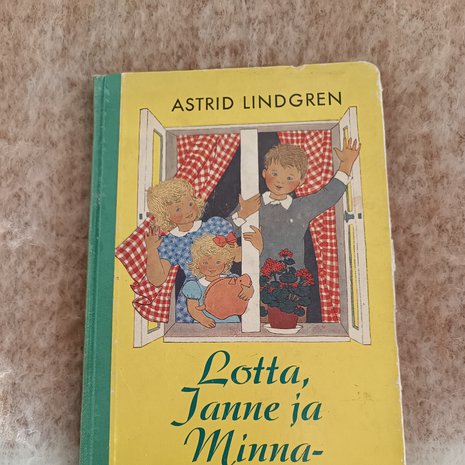 ASTRID LINDGREN
Lotta,
Janne ja
Minna-